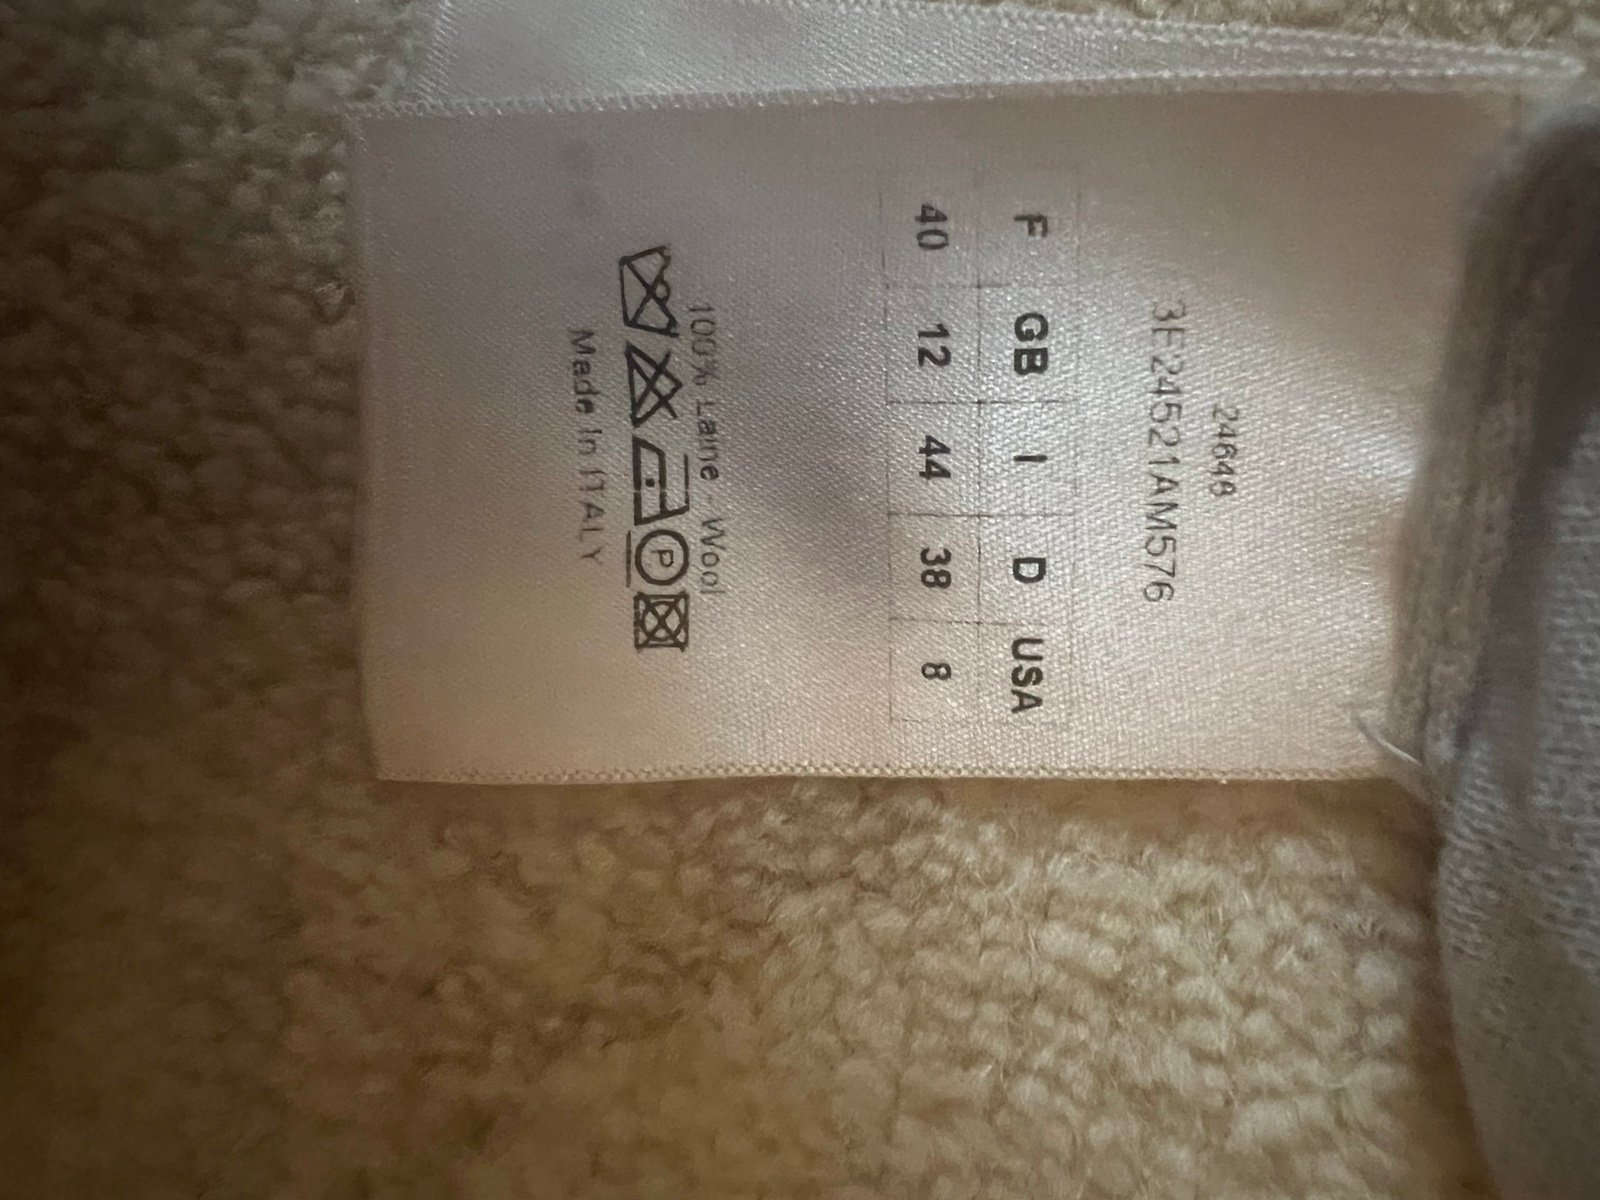 24648
3E24521AM576
F GB I D USA
40 12 44 38 8
100% Laine - Wool
P
Made In ITALY